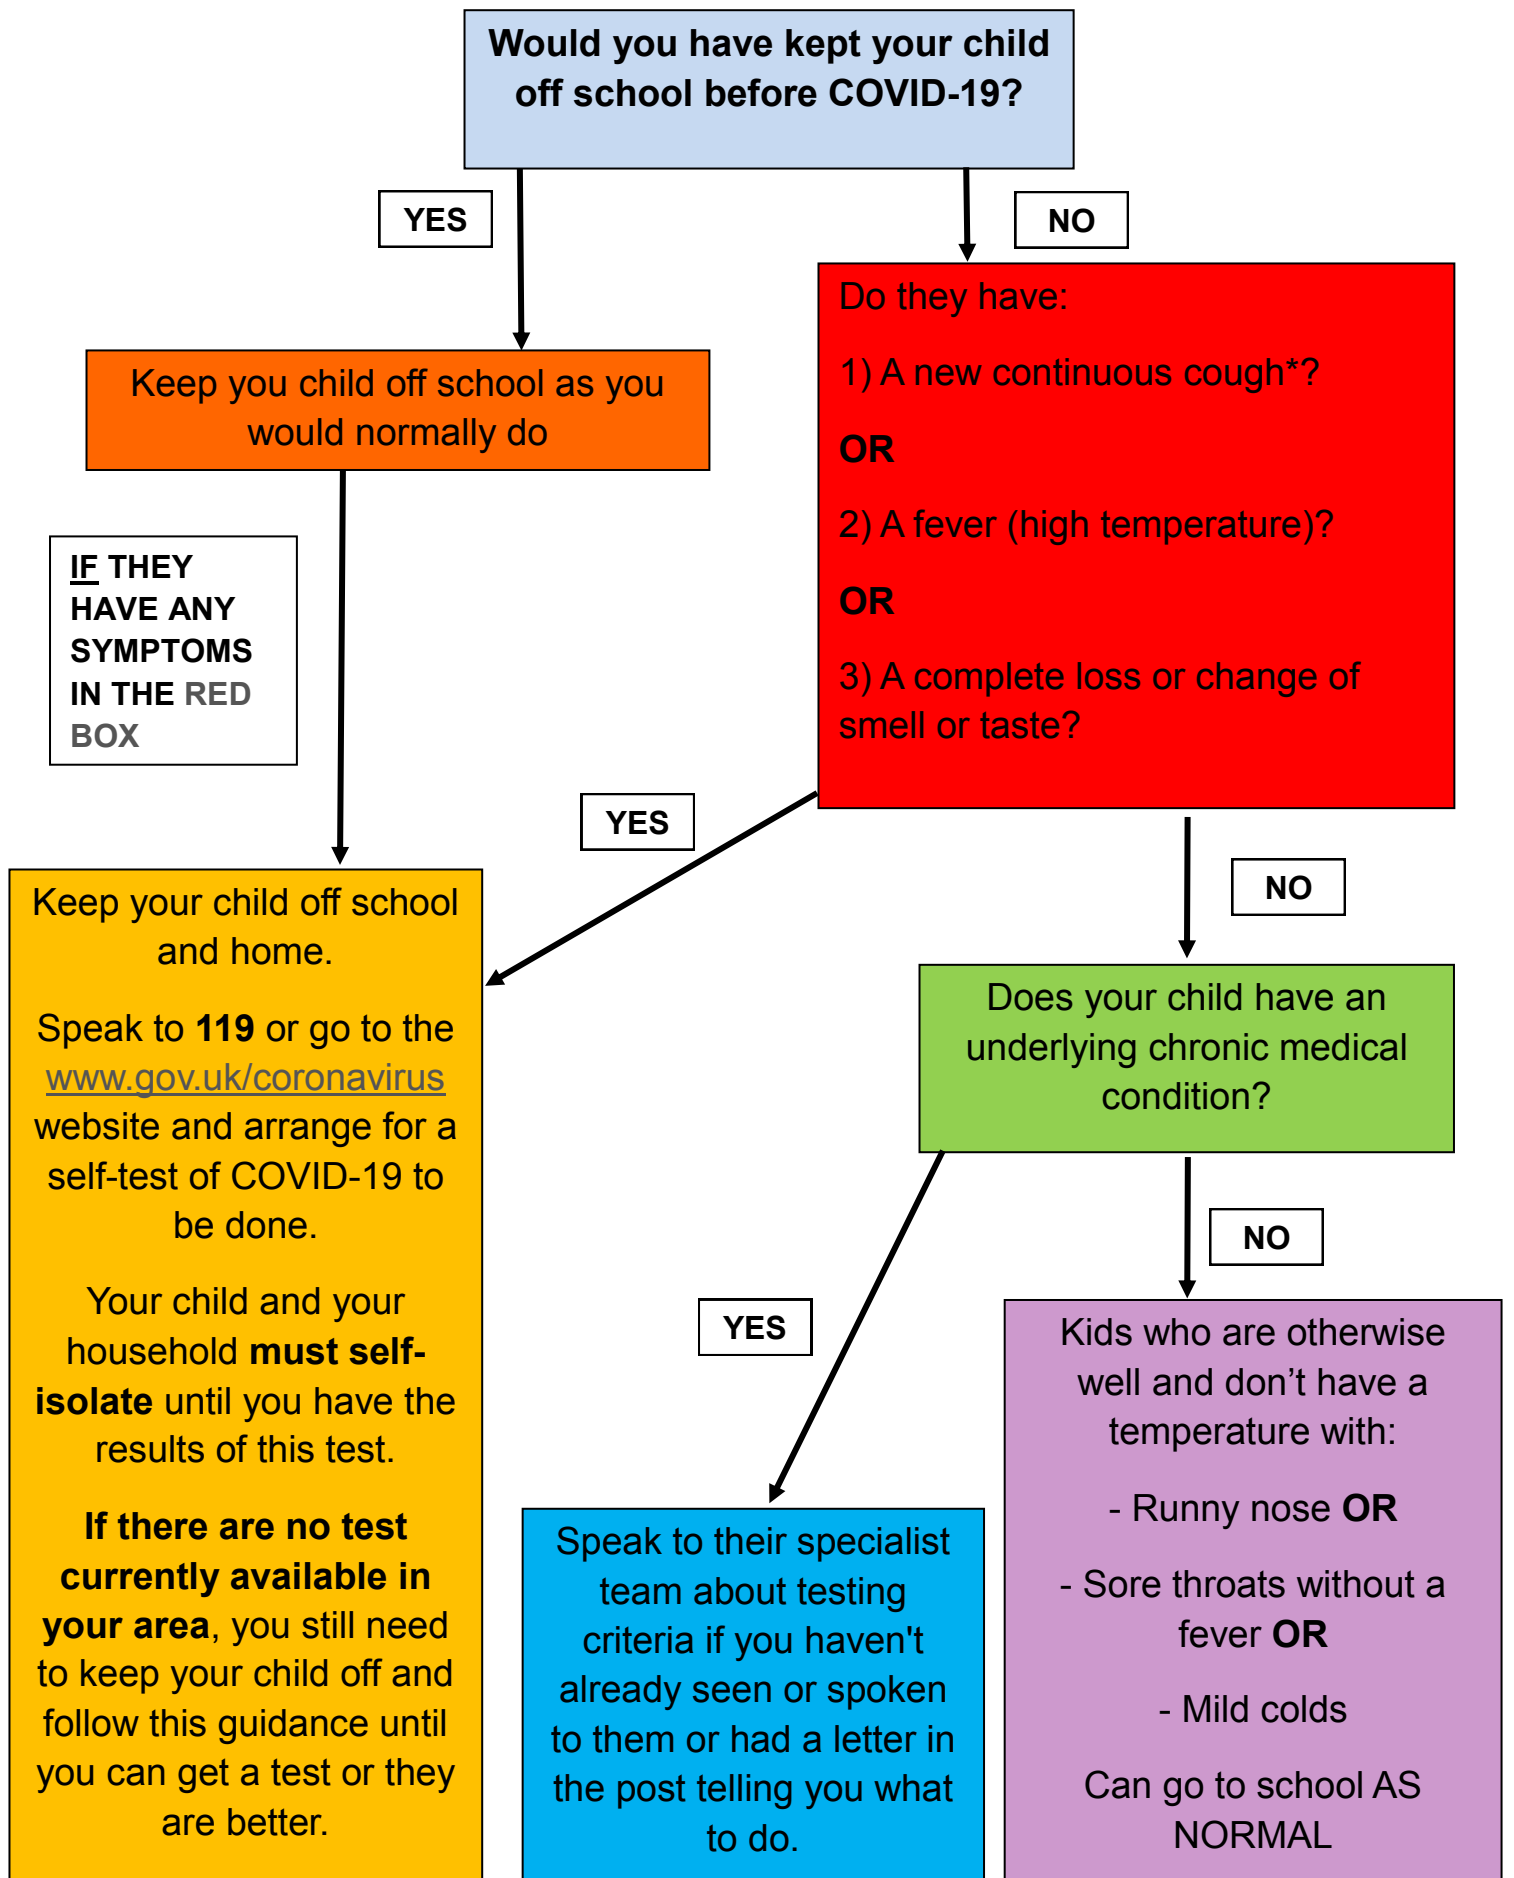 Would you have kept your child
off school before COVID-19?
YES
NO
Keep you child off school as you
would normally do
Do they have:
1) A new continuous cough*?
OR
2) A fever (high temperature)?
OR
3) A complete loss or change of
smell or taste?
IF THEY
HAVE ANY
SYMPTOMS
IN THE RED
BOX
YES
NO
Keep your child off school
and home.
Speak to 119 or go to the
www.gov.uk/coronavirus
website and arrange for a
self-test of COVID-19 to
be done.
Your child and your
household must self-
isolate until you have the
results of this test.
If there are no test
currently available in
your area, you still need
to keep your child off and
follow this guidance until
you can get a test or they
are better.
Does your child have an
underlying chronic medical
condition?
YES
NO
Speak to their specialist
team about testing
criteria if you haven't
already seen or spoken
to them or had a letter in
the post telling you what
to do.
Kids who are otherwise
well and don’t have a
temperature with:
- Runny nose OR
- Sore throats without a
fever OR
- Mild colds
Can go to school AS
NORMAL